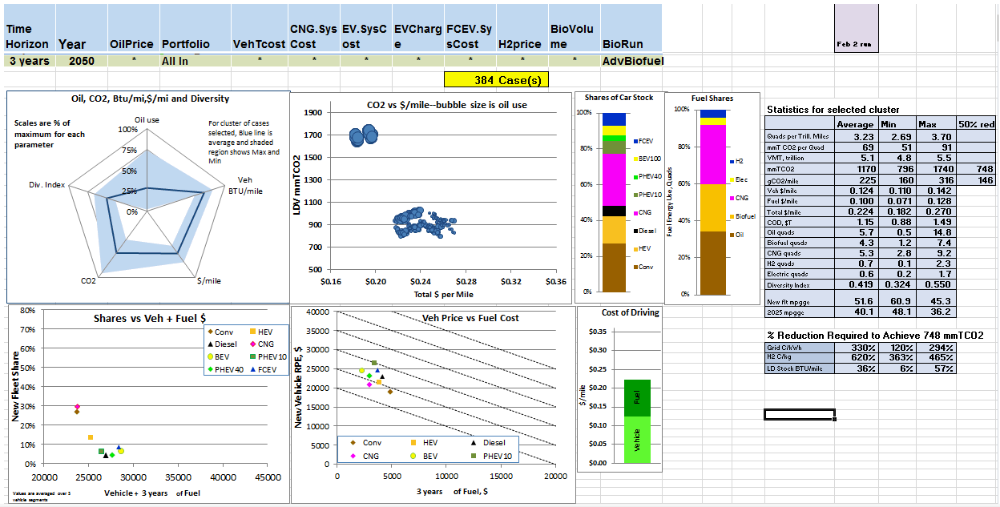 Time Horizon Year OilPrice Portfolio VehTcost CNG.Sys Cost EV.SysC ost EVCharg e FCEV.Sy sCost H2price BioVolu me BioRun
3 years 2050 * All In * * * * * * * AdvBiofuel
Feb 2 run
384 Case(s)
Oil, CO2, Btu/mi,$/mi and Diversity
Scales are % of
maximum for each
parameter
For cluster of cases
selected, Blue line is
average and shaded
region shows Max and
Min
Oil use
100%
75%
50%
25%
0%
Veh
BTU/mile
$/mile
CO2
Div. Index
CO2 vs $/mile--bubble size is oil use
LDV mmTCO2
1900
1700
1500
1300
1100
900
700
500
$0.16 $0.20 $0.24 $0.28 $0.32 $0.36
Total $ per Mile
Shares of Car Stock
100%
80%
60%
40%
20%
0%
FCEV
BEV100
PHEV40
PHEV10
CNG
Diesel
HEV
Conv
Fuel Shares
Fuel Energy Use, Quads
100%
80%
60%
40%
20%
0%
H2
Elec
CNG
Biofuel
Oil
Statistics for selected cluster
Average Min Max 50% red
Quads per Trill. Miles 3.23 2.69 3.70
mmT CO2 per Quad 69 51 91
VMT, trillion 5.1 4.8 5.5
mmTCO2 1170 796 1740 748
gCO2/mile 225 160 316 146
Veh $/mile 0.124 0.110 0.142
Fuel $/mile 0.100 0.071 0.128
Total $/mile 0.224 0.182 0.270
COD, $T 1.15 0.88 1.49
Oil quads 5.7 0.5 14.8
Biofuel quads 4.3 1.2 7.4
CNG quads 5.3 2.8 9.2
H2 quads 0.7 0.1 2.3
Electric quads 0.6 0.2 1.7
Diversity Index 0.419 0.324 0.550
New flt mpgge 51.6 60.9 45.3
2025 mpgge 40.1 48.1 36.2
% Reduction Required to Achieve 748 mmTCO2
Grid C/kWh 330% 120% 294%
H2 C/kg 620% 363% 465%
LD Stock BTU/mile 36% 6% 57%
Shares vs Veh + Fuel $
New Fleet Share
80%
70%
60%
50%
40%
30%
20%
10%
0%
Conv HEV
Diesel CNG
BEV PHEV10
PHEV40 FCEV
20000 25000 30000 35000 40000 45000
Vehicle + 3 years of Fuel
Values are averaged over 5
vehicle segments
Veh Price vs Fuel Cost
New Vehicle RPE, $
40000
35000
30000
25000
20000
15000
10000
5000
0
Conv HEV Diesel
CNG BEV PHEV10
0 5000 10000 15000 20000
3 years of Fuel, $
Cost of Driving
$/mile
$0.35
$0.30
$0.25
$0.20
$0.15
$0.10
$0.05
$0.00
Fuel
Vehicle